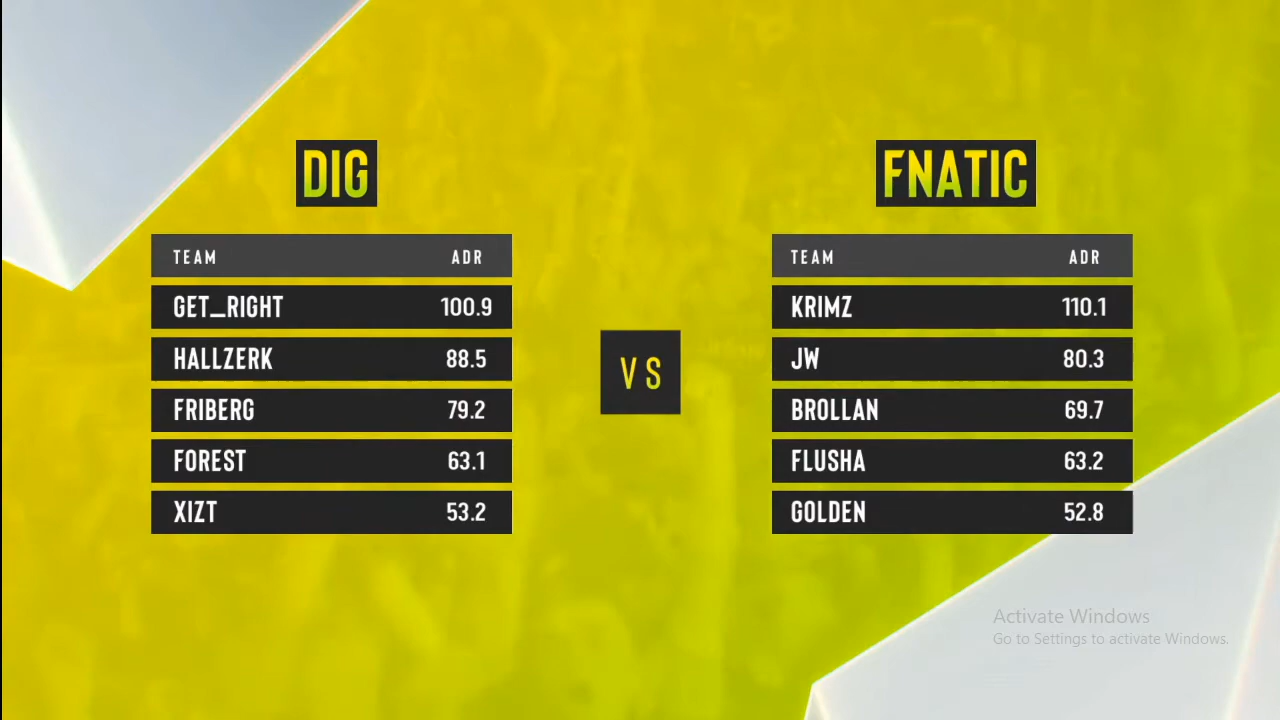 DIG
TEAM ADR
GET_RIGHT 100.9
HALLZERK 88.5
FRIBERG 79.2
FOREST 63.1
XIZT 53.2
VS
FNATIC
TEAM ADR
KRIMZ 110.1
JW 80.3
BROLLAN 69.7
FLUSHA 63.2
GOLDEN 52.8
Activate Windows
Go to Settings to activate Windows.